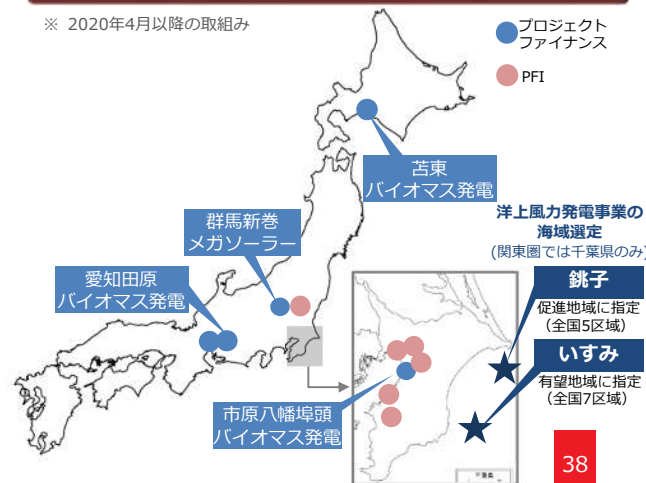 ※ 2020年4月以降の取組み
プロジェクト
ファイナンス
PFI
苫東
バイオマス発電
群馬新巻
メガソーラー
愛知田原
バイオマス発電
市原八幡埠頭
バイオマス発電
洋上風力発電事業の
海域選定
(関東圏では千葉県のみ)
銚子
促進地域に指定
(全国5区域)
いすみ
有望地域に指定
(全国7区域)
千葉県
38